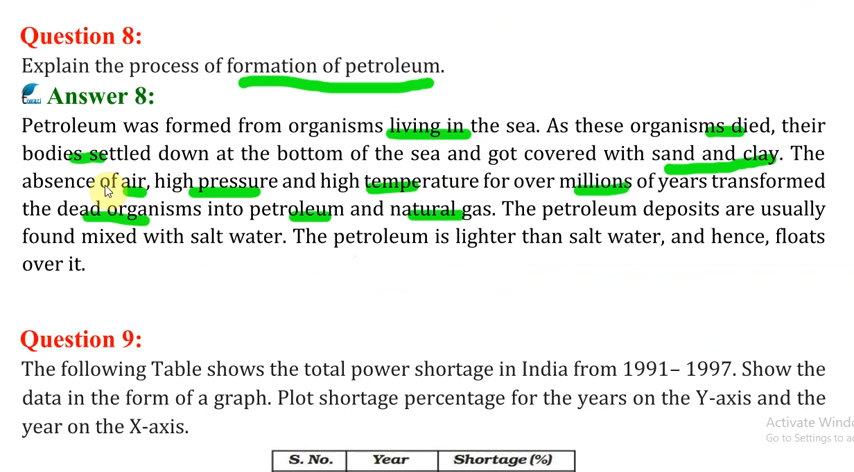 Question 8:
Explain the process of formation of petroleum.
Answer 8:
Petroleum was formed from organisms living in the sea. As these organisms died, their
bodies settled down at the bottom of the sea and got covered with sand and clay. The
absence of air, high pressure and high temperature for over millions of years transformed
the dead organisms into petroleum and natural gas. The petroleum deposits are usually
found mixed with salt water. The petroleum is lighter than salt water, and hence, floats
over it.
Question 9:
The following Table shows the total power shortage in India from 1991– 1997. Show the
data in the form of a graph. Plot shortage percentage for the years on the Y-axis and the
year on the X-axis.
Activate Windo
Go to Settings to a
S. No. Year Shortage (%)